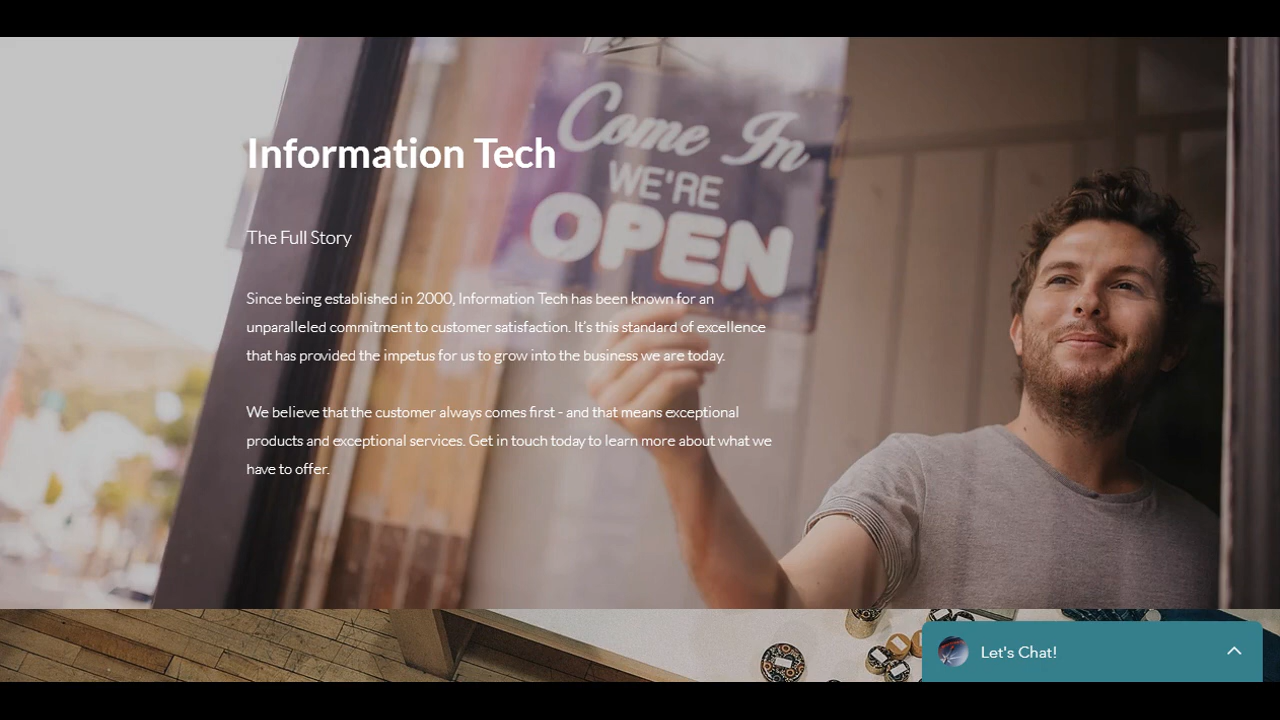 Come In
WE'RE
OPEN
Information Tech
The Full Story
Since being established in 2000, Information Tech has been known for an
unparalleled commitment to customer satisfaction. It's this standard of excellence
that has provided the impetus for us to grow into the business we are today.
We believe that the customer always comes first - and that means exceptional
products and exceptional services. Get in touch today to learn more about what we
have to offer.
Let's Chat!